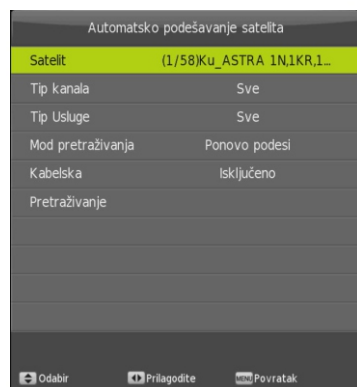 Automatsko podešavanje satelita
Satelit (1/58)Ku_ASTRA 1N,1KR,1...
Tip kanala Sve
Tip Usluge Sve
Mod pretraživanja Ponovo podesi
Kabelska Isključeno
Pretraživanje
Odabir Prilagodite MENU Povratak